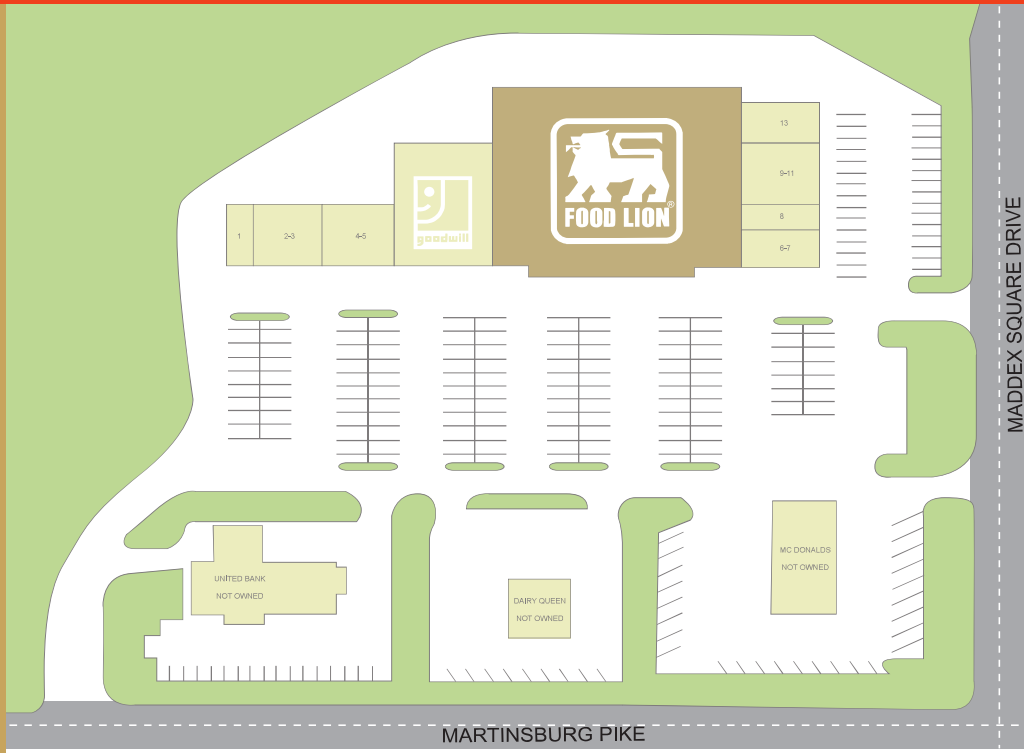 13
9-11
8
6-7
FOOD LION®
goodwill
1
2-3
4-5
MADDEX SQUARE DRIVE
UNITED BANK
NOT OWNED
DAIRY QUEEN
NOT OWNED
MC DONALDS
NOT OWNED
MARTINSBURG PIKE